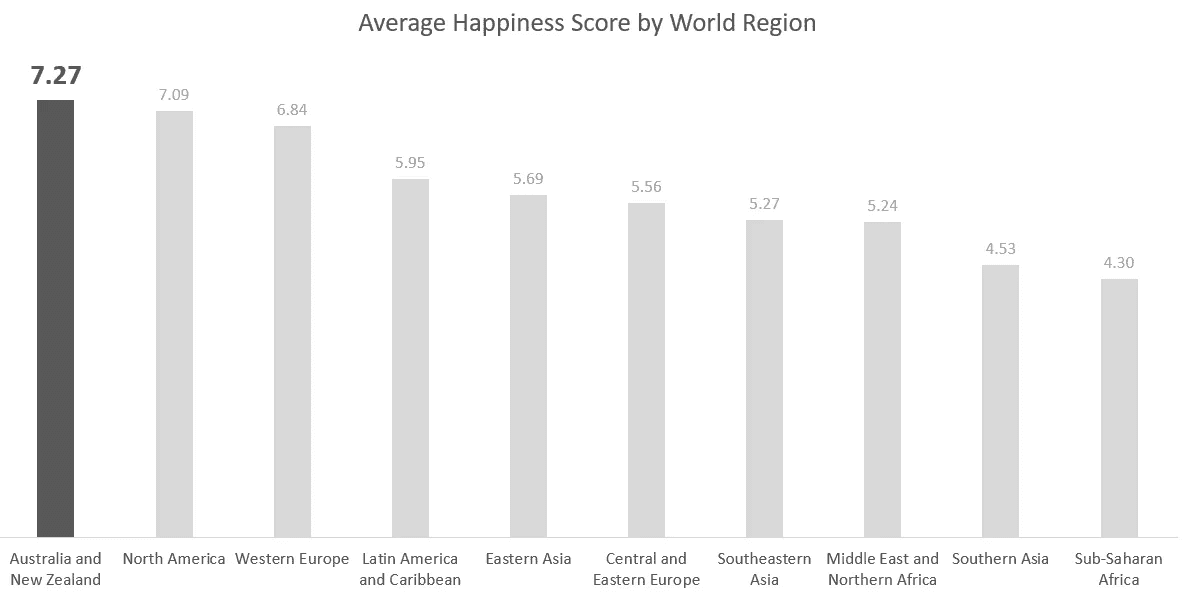 Average Happiness Score by World Region
7.27
7.09
6.84
5.95
5.69
5.56
5.27
5.24
4.53
4.30
Australia and
New Zealand
North America
Western Europe
Latin America
and Caribbean
Eastern Asia
Central and
Eastern Europe
Southeastern
Asia
Middle East and
Northern Africa
Southern Asia
Sub-Saharan
Africa